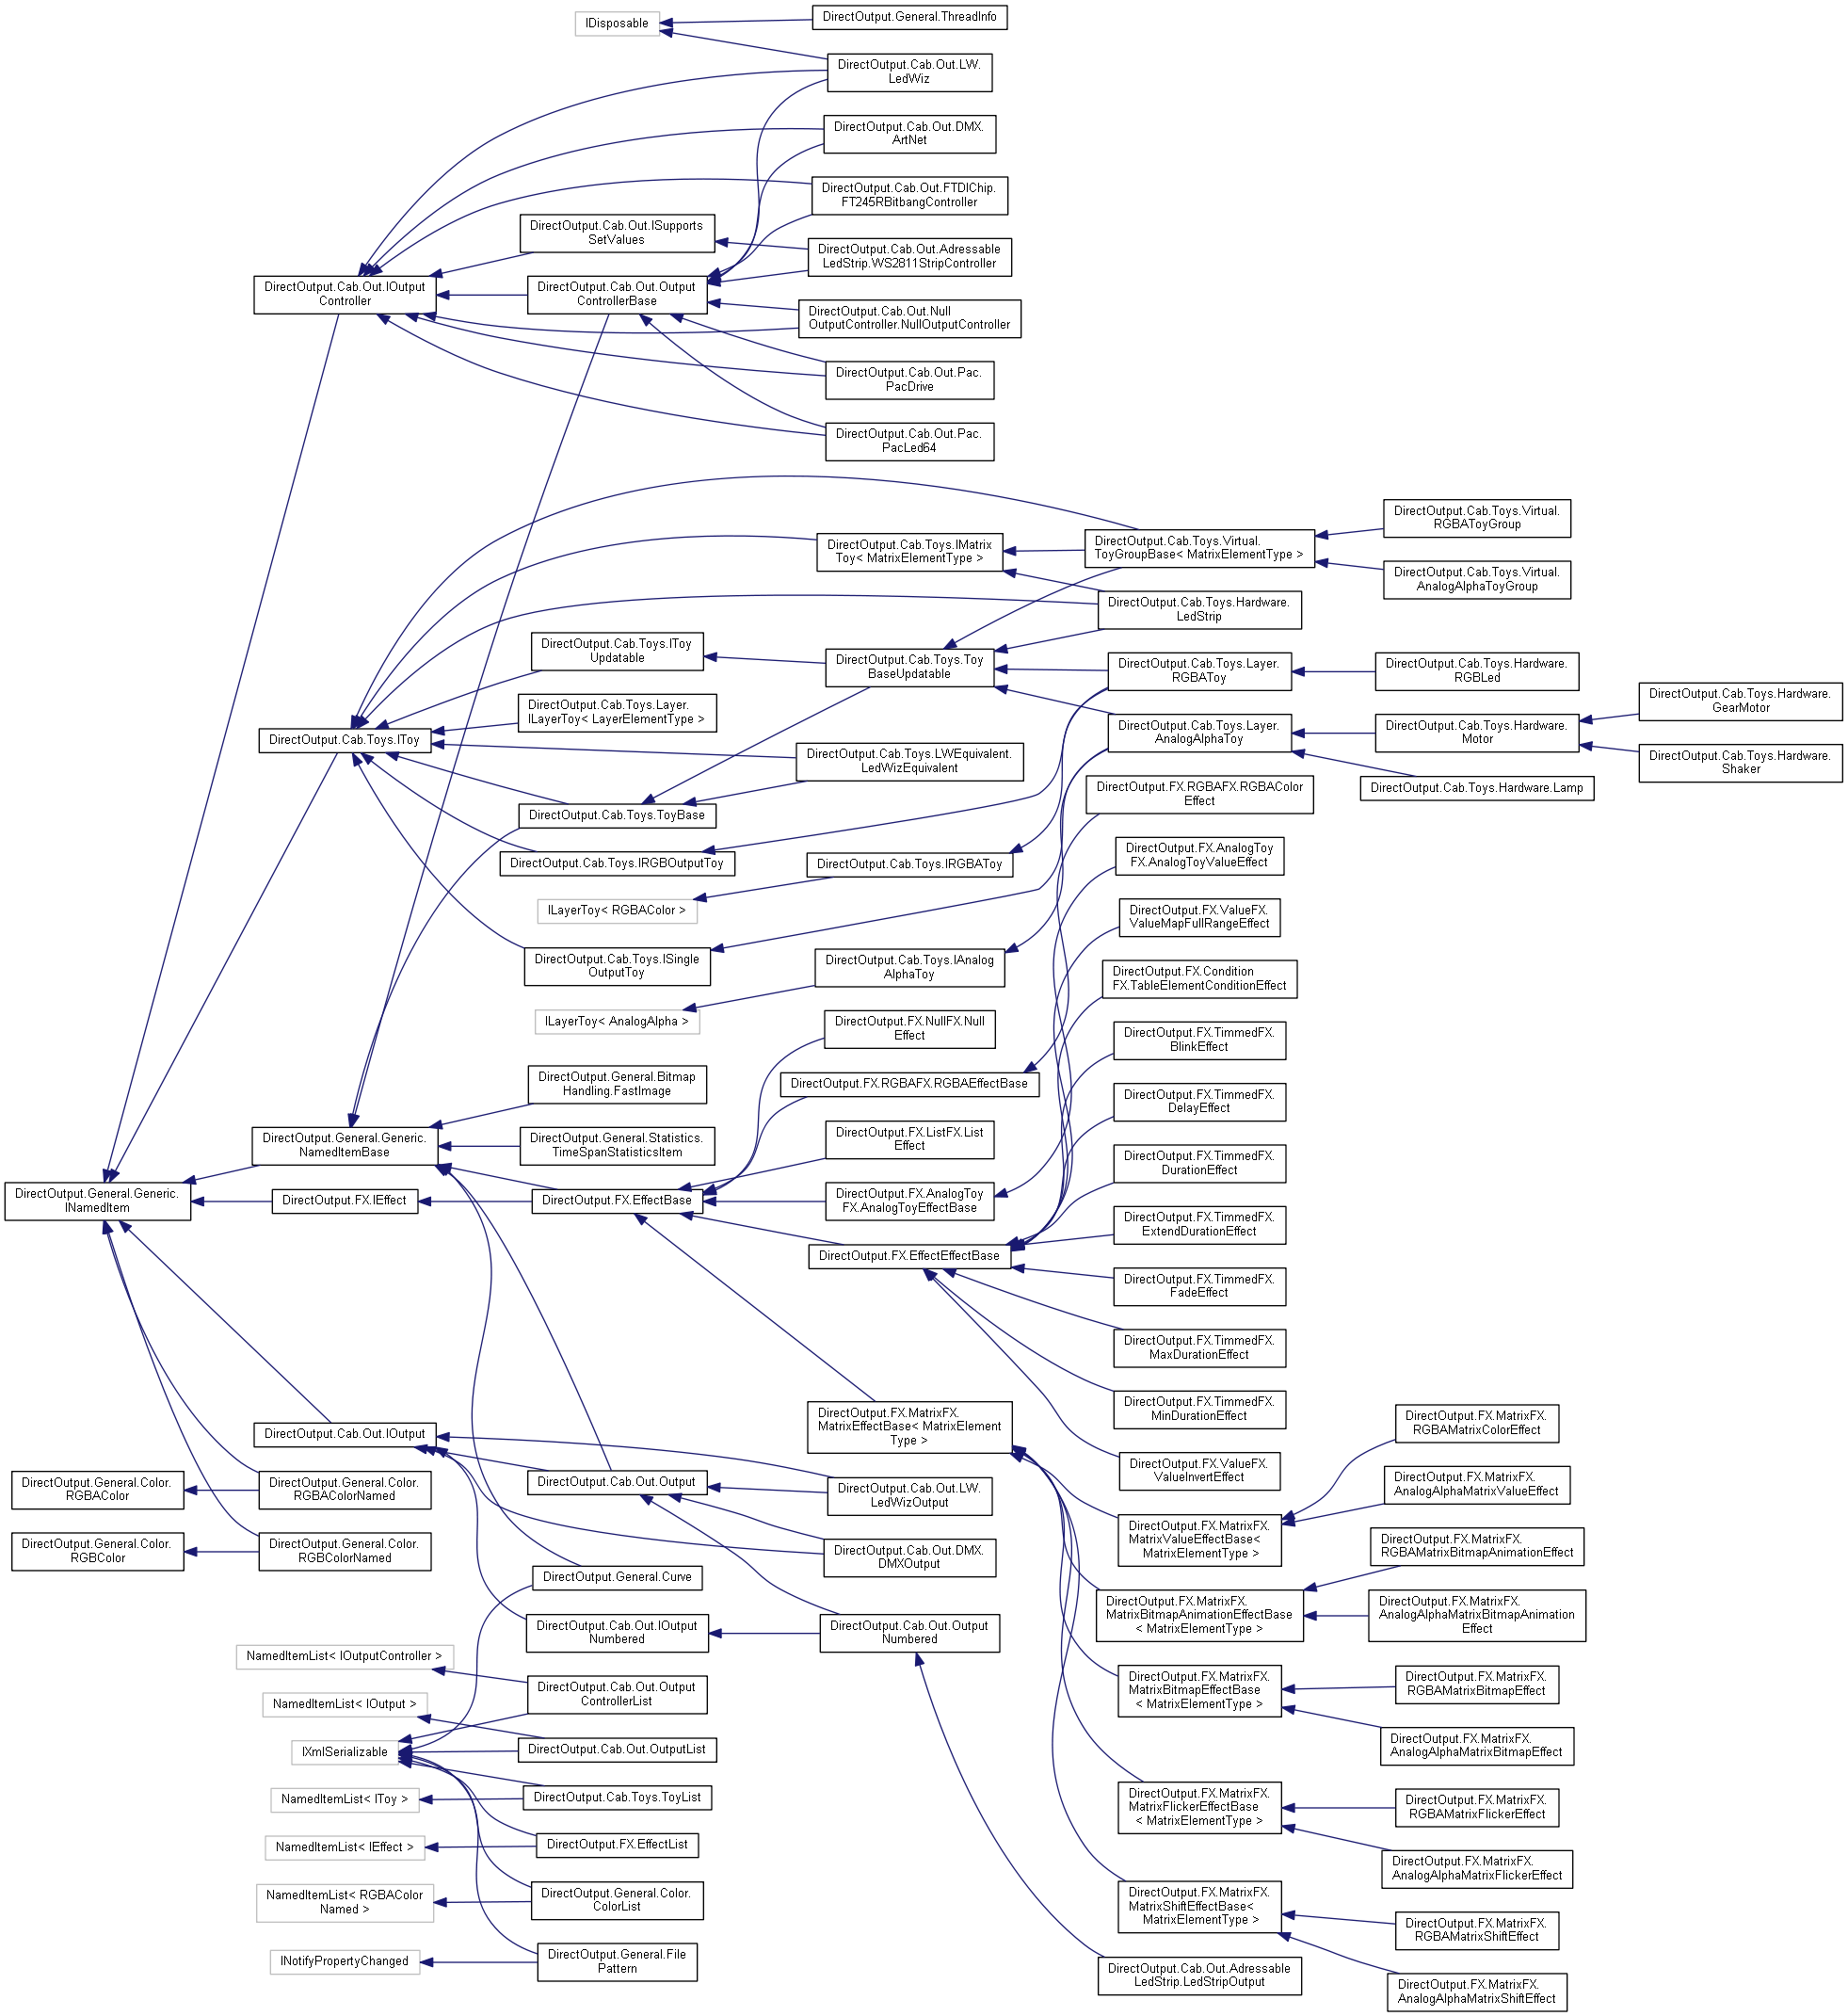 IDisposable
DirectOutput.General.ThreadInfo
DirectOutput.Cab.Out.LW.
LedWiz
DirectOutput.Cab.Out.DMX.
ArtNet
DirectOutput.Cab.Out.FTDIChip.
FT245RBitbangController
DirectOutput.Cab.Out.ISupports
SetValues
DirectOutput.Cab.Out.Adressable
LedStrip.WS2811StripController
DirectOutput.Cab.Out.IOutput
Controller
DirectOutput.Cab.Out.Output
ControllerBase
DirectOutput.Cab.Out.Null
OutputController.NullOutputController
DirectOutput.Cab.Out.Pac.
PacDrive
DirectOutput.Cab.Out.Pac.
PacLed64
DirectOutput.Cab.Toys.Virtual.
RGBAToyGroup
DirectOutput.Cab.Toys.IMatrix
Toy< MatrixElementType >
DirectOutput.Cab.Toys.Virtual.
ToyGroupBase< MatrixElementType >
DirectOutput.Cab.Toys.Virtual.
AnalogAlphaToyGroup
DirectOutput.Cab.Toys.Hardware.
LedStrip
DirectOutput.Cab.Toys.IToy
Updatable
DirectOutput.Cab.Toys.Toy
BaseUpdatable
DirectOutput.Cab.Toys.Layer.
RGBAToy
DirectOutput.Cab.Toys.Hardware.
RGBLed
DirectOutput.Cab.Toys.Hardware.
GearMotor
DirectOutput.Cab.Toys.Layer.
ILayerToy< LayerElementType >
DirectOutput.Cab.Toys.IToy
DirectOutput.Cab.Toys.Layer.
AnalogAlphaToy
DirectOutput.Cab.Toys.Hardware.
Motor
DirectOutput.Cab.Toys.LWEquivalent.
LedWizEquivalent
DirectOutput.Cab.Toys.Hardware.
Shaker
DirectOutput.Cab.Toys.Hardware.Lamp
DirectOutput.Cab.Toys.ToyBase
DirectOutput.FX.RGBAFX.RGBAColor
Effect
DirectOutput.Cab.Toys.IRGBOutputToy
DirectOutput.Cab.Toys.IRGBAToy
DirectOutput.FX.AnalogToy
FX.AnalogToyValueEffect
ILayerToy< RGBAColor >
DirectOutput.FX.ValueFX.
ValueMapFullRangeEffect
DirectOutput.Cab.Toys.ISingle
OutputToy
DirectOutput.Cab.Toys.IAnalog
AlphaToy
DirectOutput.FX.Condition
FX.TableElementConditionEffect
ILayerToy< AnalogAlpha >
DirectOutput.FX.NullFX.Null
Effect
DirectOutput.FX.TimmedFX.
BlinkEffect
DirectOutput.General.Bitmap
Handling.FastImage
DirectOutput.FX.RGBAFX.RGBAEffectBase
DirectOutput.FX.TimmedFX.
DelayEffect
DirectOutput.General.Generic.
NamedItemBase
DirectOutput.General.Statistics.
TimeSpanStatisticsItem
DirectOutput.FX.ListFX.List
Effect
DirectOutput.FX.TimmedFX.
DurationEffect
DirectOutput.General.Generic.
INamedItem
DirectOutput.FX.IEffect
DirectOutput.FX.EffectBase
DirectOutput.FX.AnalogToy
FX.AnalogToyEffectBase
DirectOutput.FX.TimmedFX.
ExtendDurationEffect
DirectOutput.FX.EffectEffectBase
DirectOutput.FX.TimmedFX.
FadeEffect
DirectOutput.FX.TimmedFX.
MaxDurationEffect
DirectOutput.FX.TimmedFX.
MinDurationEffect
DirectOutput.Cab.Out.IOutput
DirectOutput.FX.MatrixFX.
MatrixEffectBase< MatrixElement
Type >
DirectOutput.FX.MatrixFX.
RGBAMatrixColorEffect
DirectOutput.FX.ValueFX.
ValueInvertEffect
DirectOutput.General.Color.
RGBAColor
DirectOutput.General.Color.
RGBAColorNamed
DirectOutput.Cab.Out.Output
DirectOutput.Cab.Out.LW.
LedWizOutput
DirectOutput.FX.MatrixFX.
AnalogAlphaMatrixValueEffect
DirectOutput.General.Color.
RGBColor
DirectOutput.General.Color.
RGBColorNamed
DirectOutput.Cab.Out.DMX.
DMXOutput
DirectOutput.FX.MatrixFX.
MatrixValueEffectBase<
MatrixElementType >
DirectOutput.FX.MatrixFX.
RGBAMatrixBitmapAnimationEffect
DirectOutput.General.Curve
DirectOutput.FX.MatrixFX.
MatrixBitmapAnimationEffectBase
< MatrixElementType >
DirectOutput.FX.MatrixFX.
AnalogAlphaMatrixBitmapAnimation
Effect
DirectOutput.Cab.Out.IOutput
Numbered
DirectOutput.Cab.Out.Output
Numbered
NamedItemList< IOutputController >
DirectOutput.Cab.Out.Output
ControllerList
DirectOutput.FX.MatrixFX.
MatrixBitmapEffectBase
< MatrixElementType >
DirectOutput.FX.MatrixFX.
RGBAMatrixBitmapEffect
NamedItemList< IOutput >
DirectOutput.Cab.Out.OutputList
DirectOutput.FX.MatrixFX.
AnalogAlphaMatrixBitmapEffect
IXmlSerializable
NamedItemList< IToy >
DirectOutput.Cab.Toys.ToyList
DirectOutput.FX.MatrixFX.
MatrixFlickerEffectBase
< MatrixElementType >
DirectOutput.FX.MatrixFX.
RGBAMatrixFlickerEffect
NamedItemList< IEffect >
DirectOutput.FX.EffectList
DirectOutput.FX.MatrixFX.
AnalogAlphaMatrixFlickerEffect
NamedItemList< RGBAColor
Named >
DirectOutput.General.Color.
ColorList
DirectOutput.FX.MatrixFX.
MatrixShiftEffectBase<
MatrixElementType >
DirectOutput.FX.MatrixFX.
RGBAMatrixShiftEffect
INotifyPropertyChanged
DirectOutput.General.File
Pattern
DirectOutput.Cab.Out.Adressable
LedStrip.LedStripOutput
DirectOutput.FX.MatrixFX.
AnalogAlphaMatrixShiftEffect